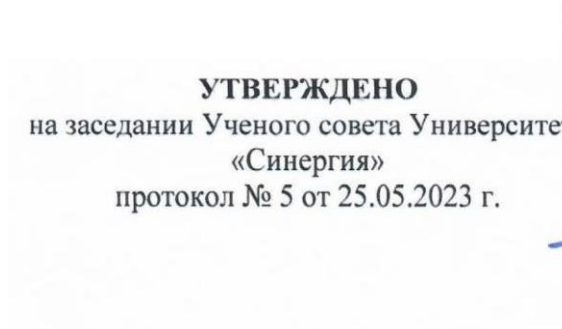 УТВЕРЖДЕНО
на заседании Ученого совета Университе
«Синергия»
протокол № 5 от 25.05.2023 г.